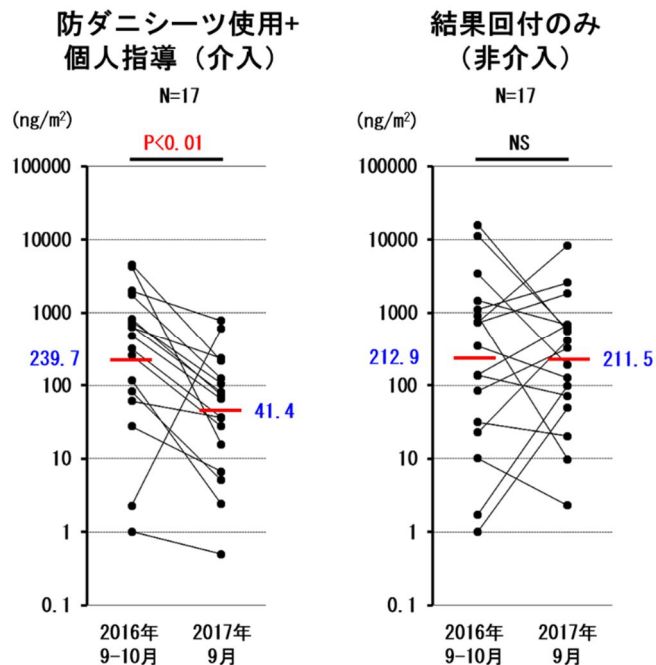 防ダニシーツ使用+
個人指導（介入）
N=17
(ng/m²)
P<0.01
100000
10000
1000
100
10
1
0.1
239.7
41.4
2016年
9-10月
2017年
9月
結果回付のみ
（非介入）
N=17
(ng/m²)
NS
100000
10000
1000
100
10
1
0.1
212.9
211.5
2016年
9-10月
2017年
9月